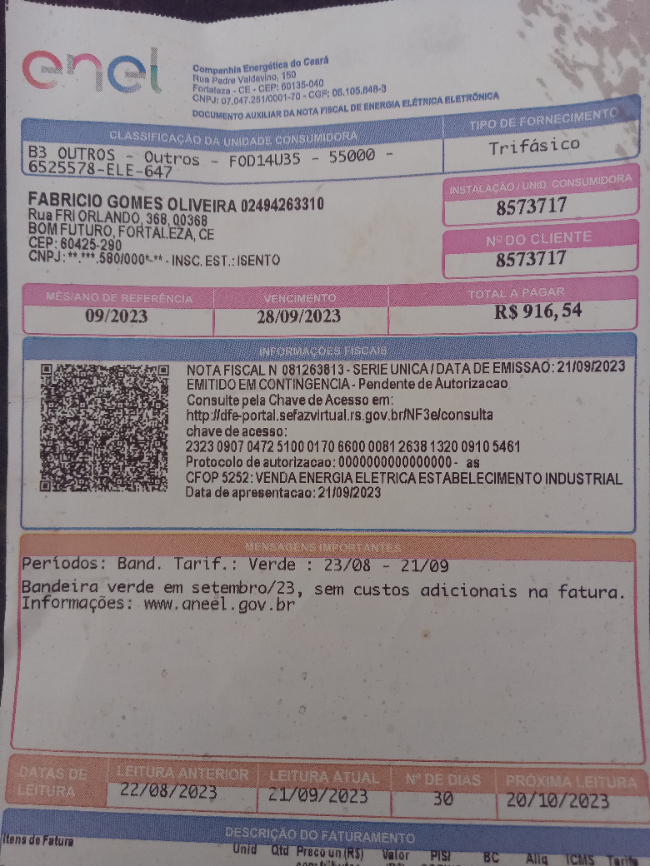 enel
Companhia Energética do Ceará
Rua Padre Valdevino, 150
Fortaleza - CE - CEP: 60135-040
CNPJ: 07.047.251/0001-70 - CGF: 06.105.848-3
DOCUMENTO AUXILIAR DA NOTA FISCAL DE ENERGIA ELÉTRICA ELETRÔNICA
CLASSIFICAÇÃO DA UNIDADE CONSUMIDORA
TIPO DE FORNECIMENTO
B3 OUTROS - Outros - FOD14U35 - 55000 -
6525578-ELE-647
Trifásico
FABRICIO GOMES OLIVEIRA 02494263310
Rua FRI ORLANDO, 368, 00368
BOM FUTURO, FORTALEZA, CE
CEP: 60425-290
CNPJ: **.***.580/000*-** - INSC. EST.: ISENTO
INSTALAÇÃO / UNID. CONSUMIDORA
8573717
Nº DO CLIENTE
8573717
MÊS/ANO DE REFERÊNCIA
VENCIMENTO
TOTAL A PAGAR
09/2023
28/09/2023
R$ 916,54
INFORMAÇÕES FISCAIS
NOTA FISCAL N 081263813 - SERIE UNICA / DATA DE EMISSAO: 21/09/2023
EMITIDO EM CONTINGENCIA - Pendente de Autorizacao
Consulte pela Chave de Acesso em:
http://dfe-portal.sefazvirtual.rs.gov.br/NF3e/consulta
chave de acesso:
2323 0907 0472 5100 0170 6600 0081 2638 1320 0910 5461
Protocolo de autorizacao: 0000000000000000 - as
CFOP 5252: VENDA ENERGIA ELETRICA ESTABELECIMENTO INDUSTRIAL
Data de apresentacao: 21/09/2023
MENSAGENS IMPORTANTES
Períodos: Band. Tarif.: Verde : 23/08 - 21/09
Bandeira verde em setembro/23, sem custos adicionais na fatura.
Informações: www.aneel.gov.br
DATAS DE LEITURA
LEITURA ANTERIOR
LEITURA ATUAL
Nº DE DIAS
PRÓXIMA LEITURA
22/08/2023
21/09/2023
30
20/10/2023
DESCRIÇÃO DO FATURAMENTO
Itens de Fatura
Unid Qtd Preco un (R$) Valor PIS/ BC Aliq ICMS Tarifa